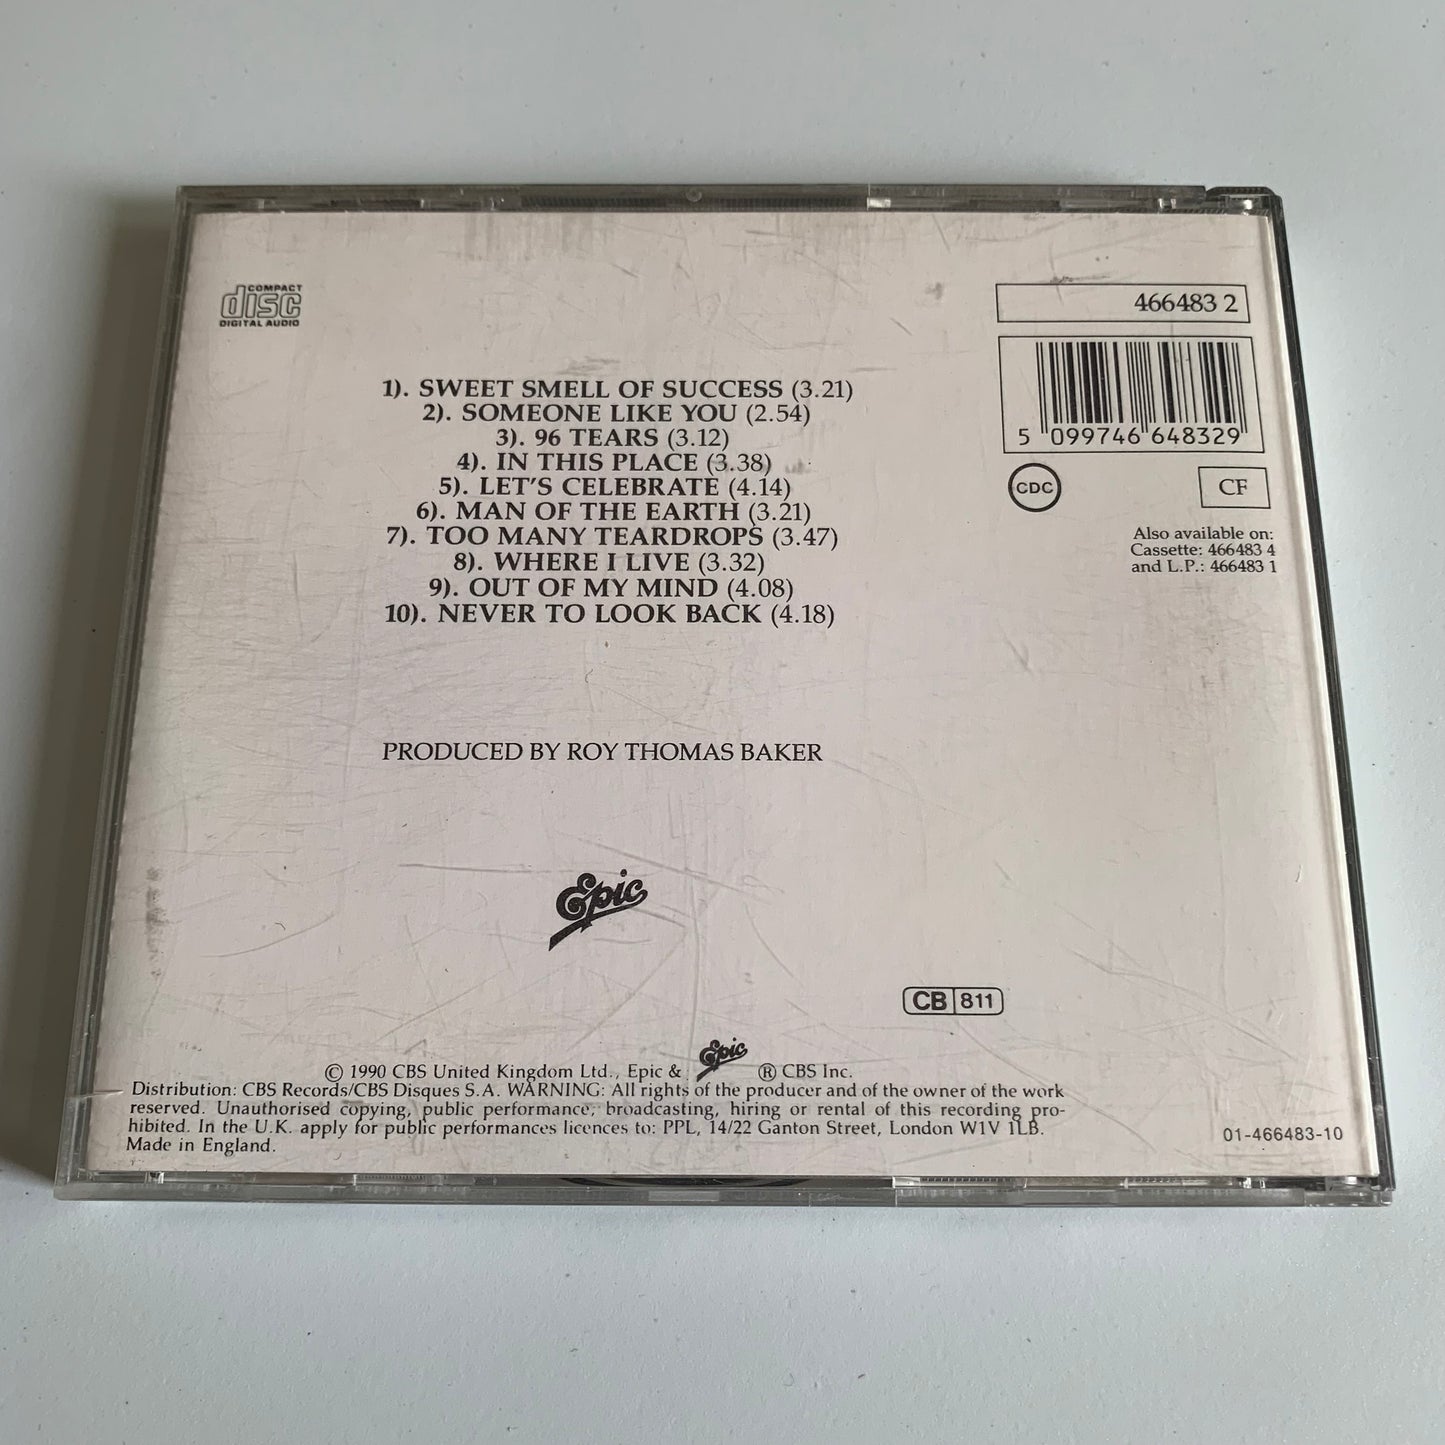 COMPACT
disc
DIGITAL AUDIO
466483 2
5 099746 648329
CDC
CF
Also available on:
Cassette: 466483 4
and L.P.: 466483 1
1). SWEET SMELL OF SUCCESS (3.21)
2). SOMEONE LIKE YOU (2.54)
3). 96 TEARS (3.12)
4). IN THIS PLACE (3.38)
5). LET'S CELEBRATE (4.14)
6). MAN OF THE EARTH (3.21)
7). TOO MANY TEARDROPS (3.47)
8). WHERE I LIVE (3.32)
9). OUT OF MY MIND (4.08)
10). NEVER TO LOOK BACK (4.18)
PRODUCED BY ROY THOMAS BAKER
Epic
CB 811
© 1990 CBS United Kingdom Ltd., Epic & Epic ® CBS Inc.
Distribution: CBS Records/CBS Disques S.A. WARNING: All rights of the producer and of the owner of the work
reserved. Unauthorised copying, public performance, broadcasting, hiring or rental of this recording pro-
hibited. In the U.K. apply for public performances licences to: PPL, 14/22 Ganton Street, London W1V 1LB.
Made in England.
01-466483-10